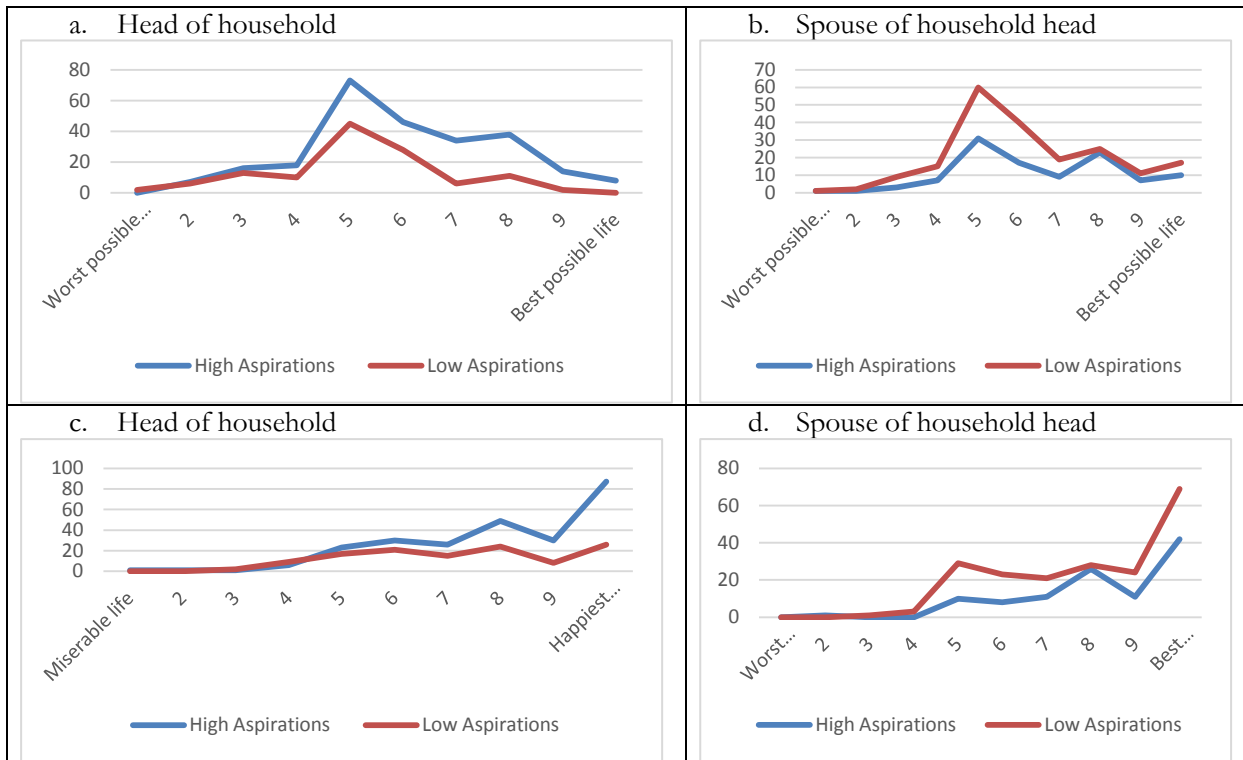 a. Head of household
80
60
40
20
0
Worst possible...
2
3
4
5
6
7
8
9
Best possible life
High Aspirations
Low Aspirations
b. Spouse of household head
70
60
50
40
30
20
10
0
Worst possible...
2
3
4
5
6
7
8
9
Best possible life
High Aspirations
Low Aspirations
c. Head of household
100
80
60
40
20
0
Miserable life
2
3
4
5
6
7
8
9
Happiest...
High Aspirations
Low Aspirations
d. Spouse of household head
80
60
40
20
0
Worst...
2
3
4
5
6
7
8
9
Best...
High Aspirations
Low Aspirations